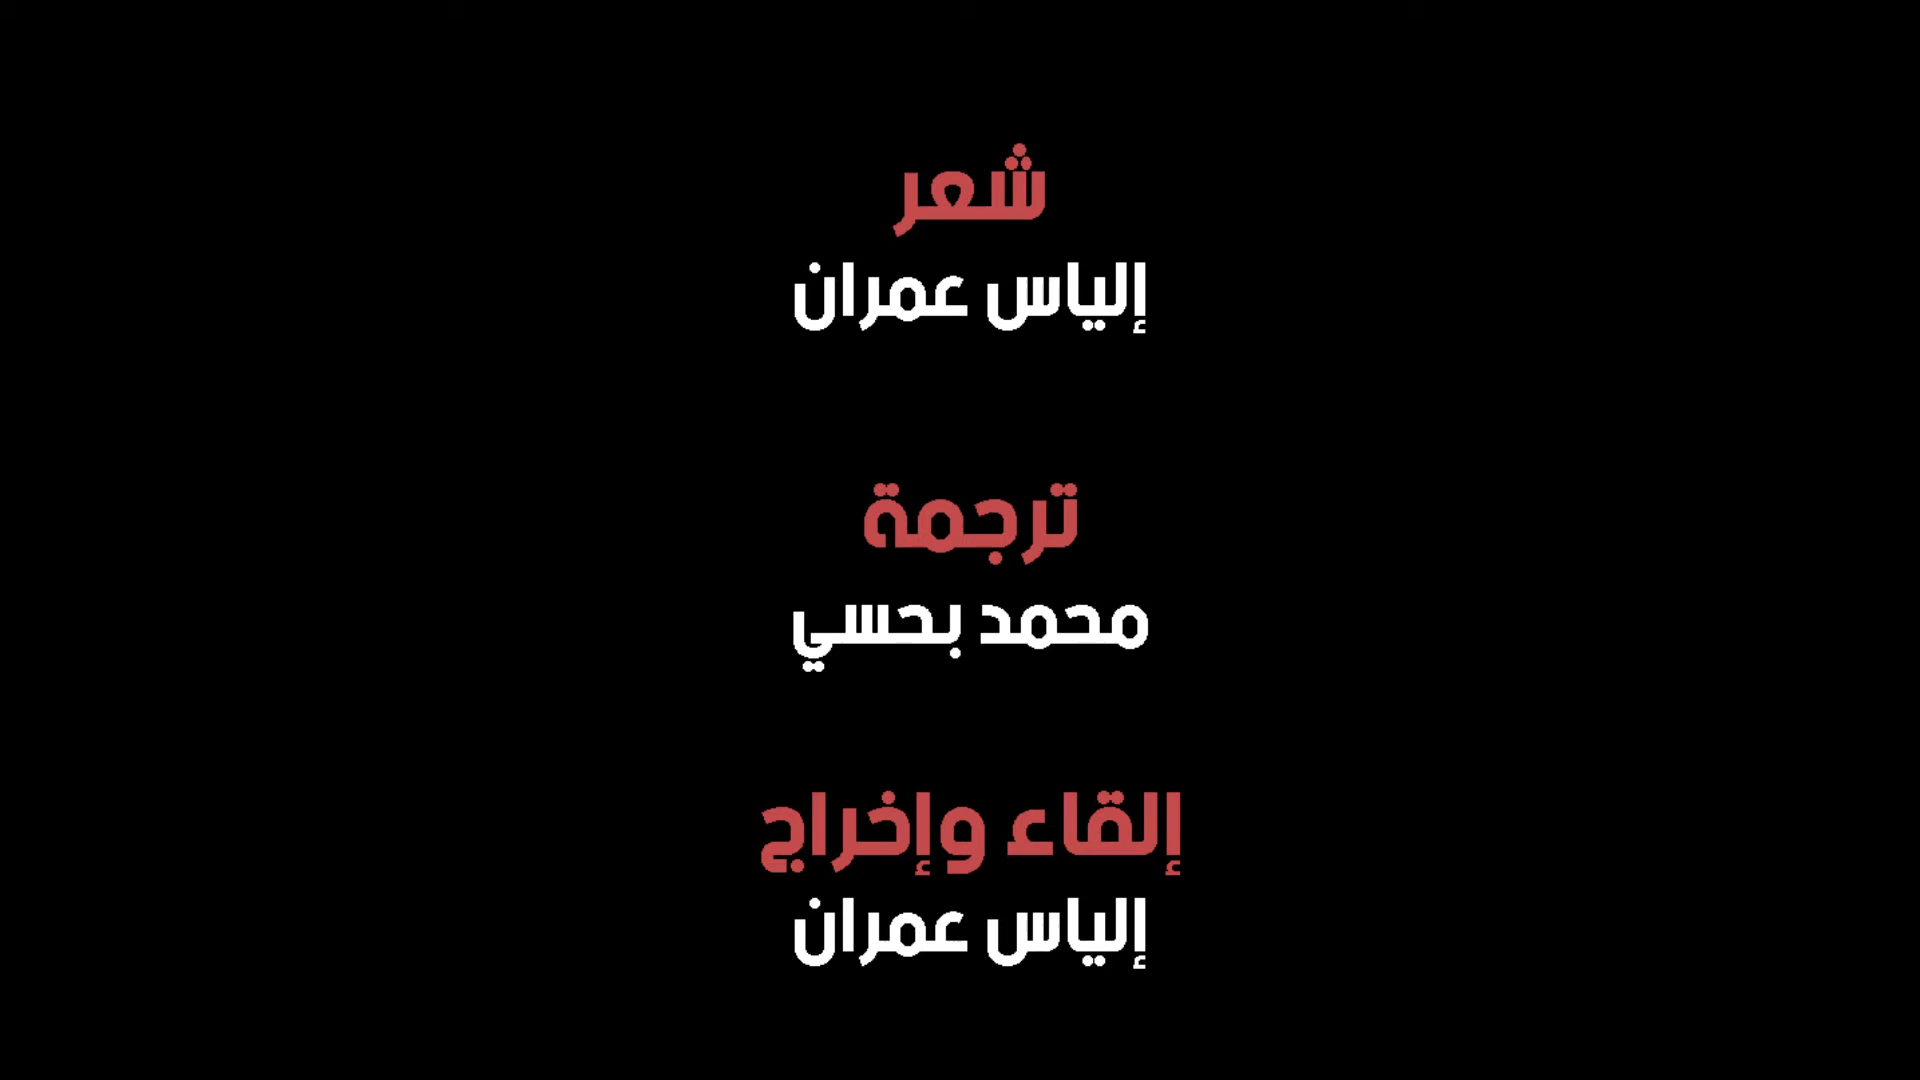 شعر
إلياس عمران
ترجمة
محمد بحسي
إلقاء وإخراج
إلياس عمران